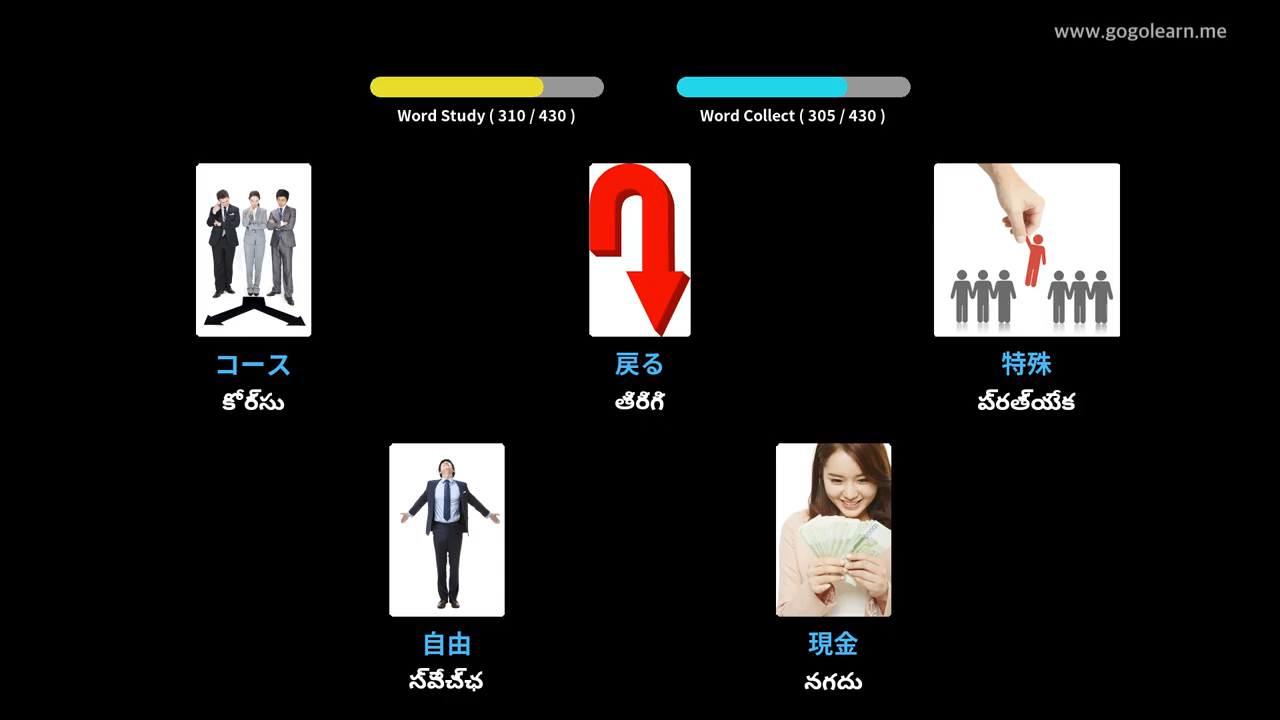 www.gogolearn.me
Word Study ( 310 / 430 )
Word Collect ( 305 / 430 )
コース
కోర్‌సు
戻る
తిరిగి
特殊
ప్‌రత్‌యేక
自由
స్‌వేచ్‌ఛ
現金
నగదు